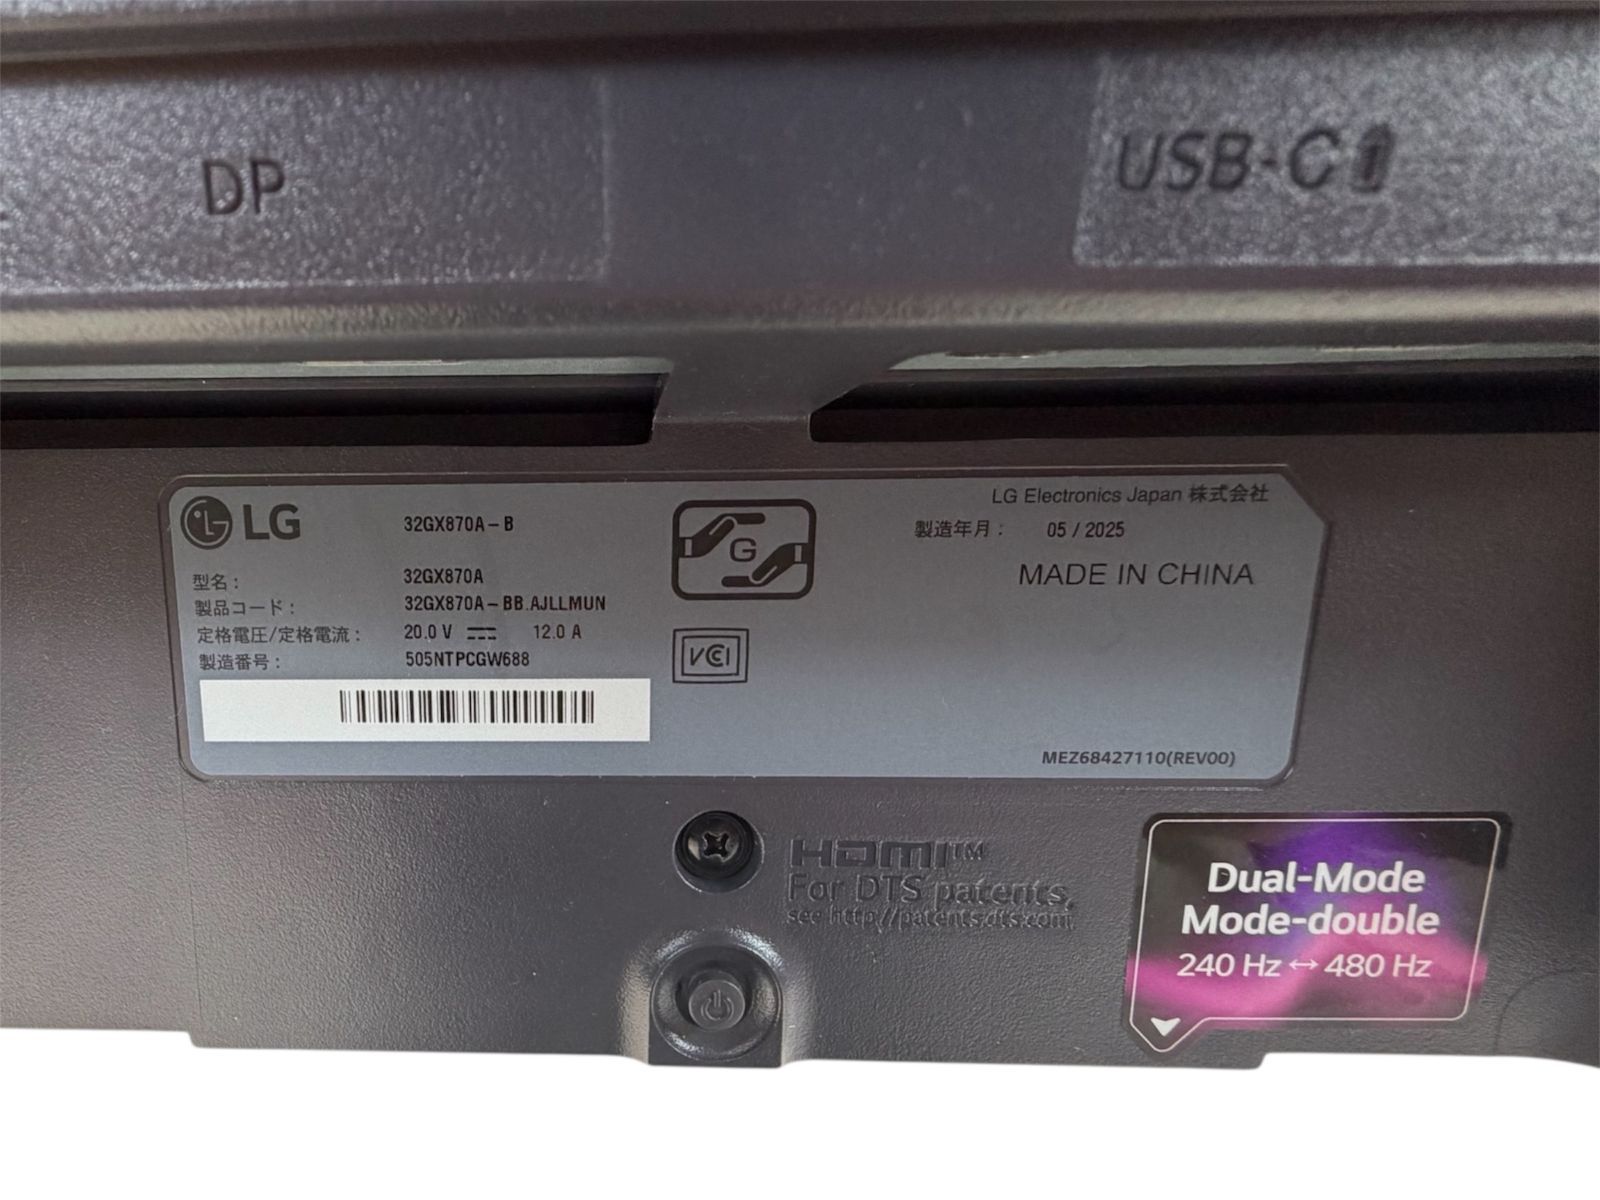 DP
USB-C
LG
32GX870A-B
型名：
32GX870A
製品コード：
32GX870A-BB.AJLLMUN
定格電圧/定格電流：
20.0 V ⎓ 12.0 A
製造番号：
505NTPCGW688
G
VCCI
LG Electronics Japan 株式会社
製造年月： 05 / 2025
MADE IN CHINA
MEZ68427110(REV00)
HDMI™
For DTS patents,
see http://patents.dts.com
Dual-Mode
Mode-double
240 Hz ↔ 480 Hz